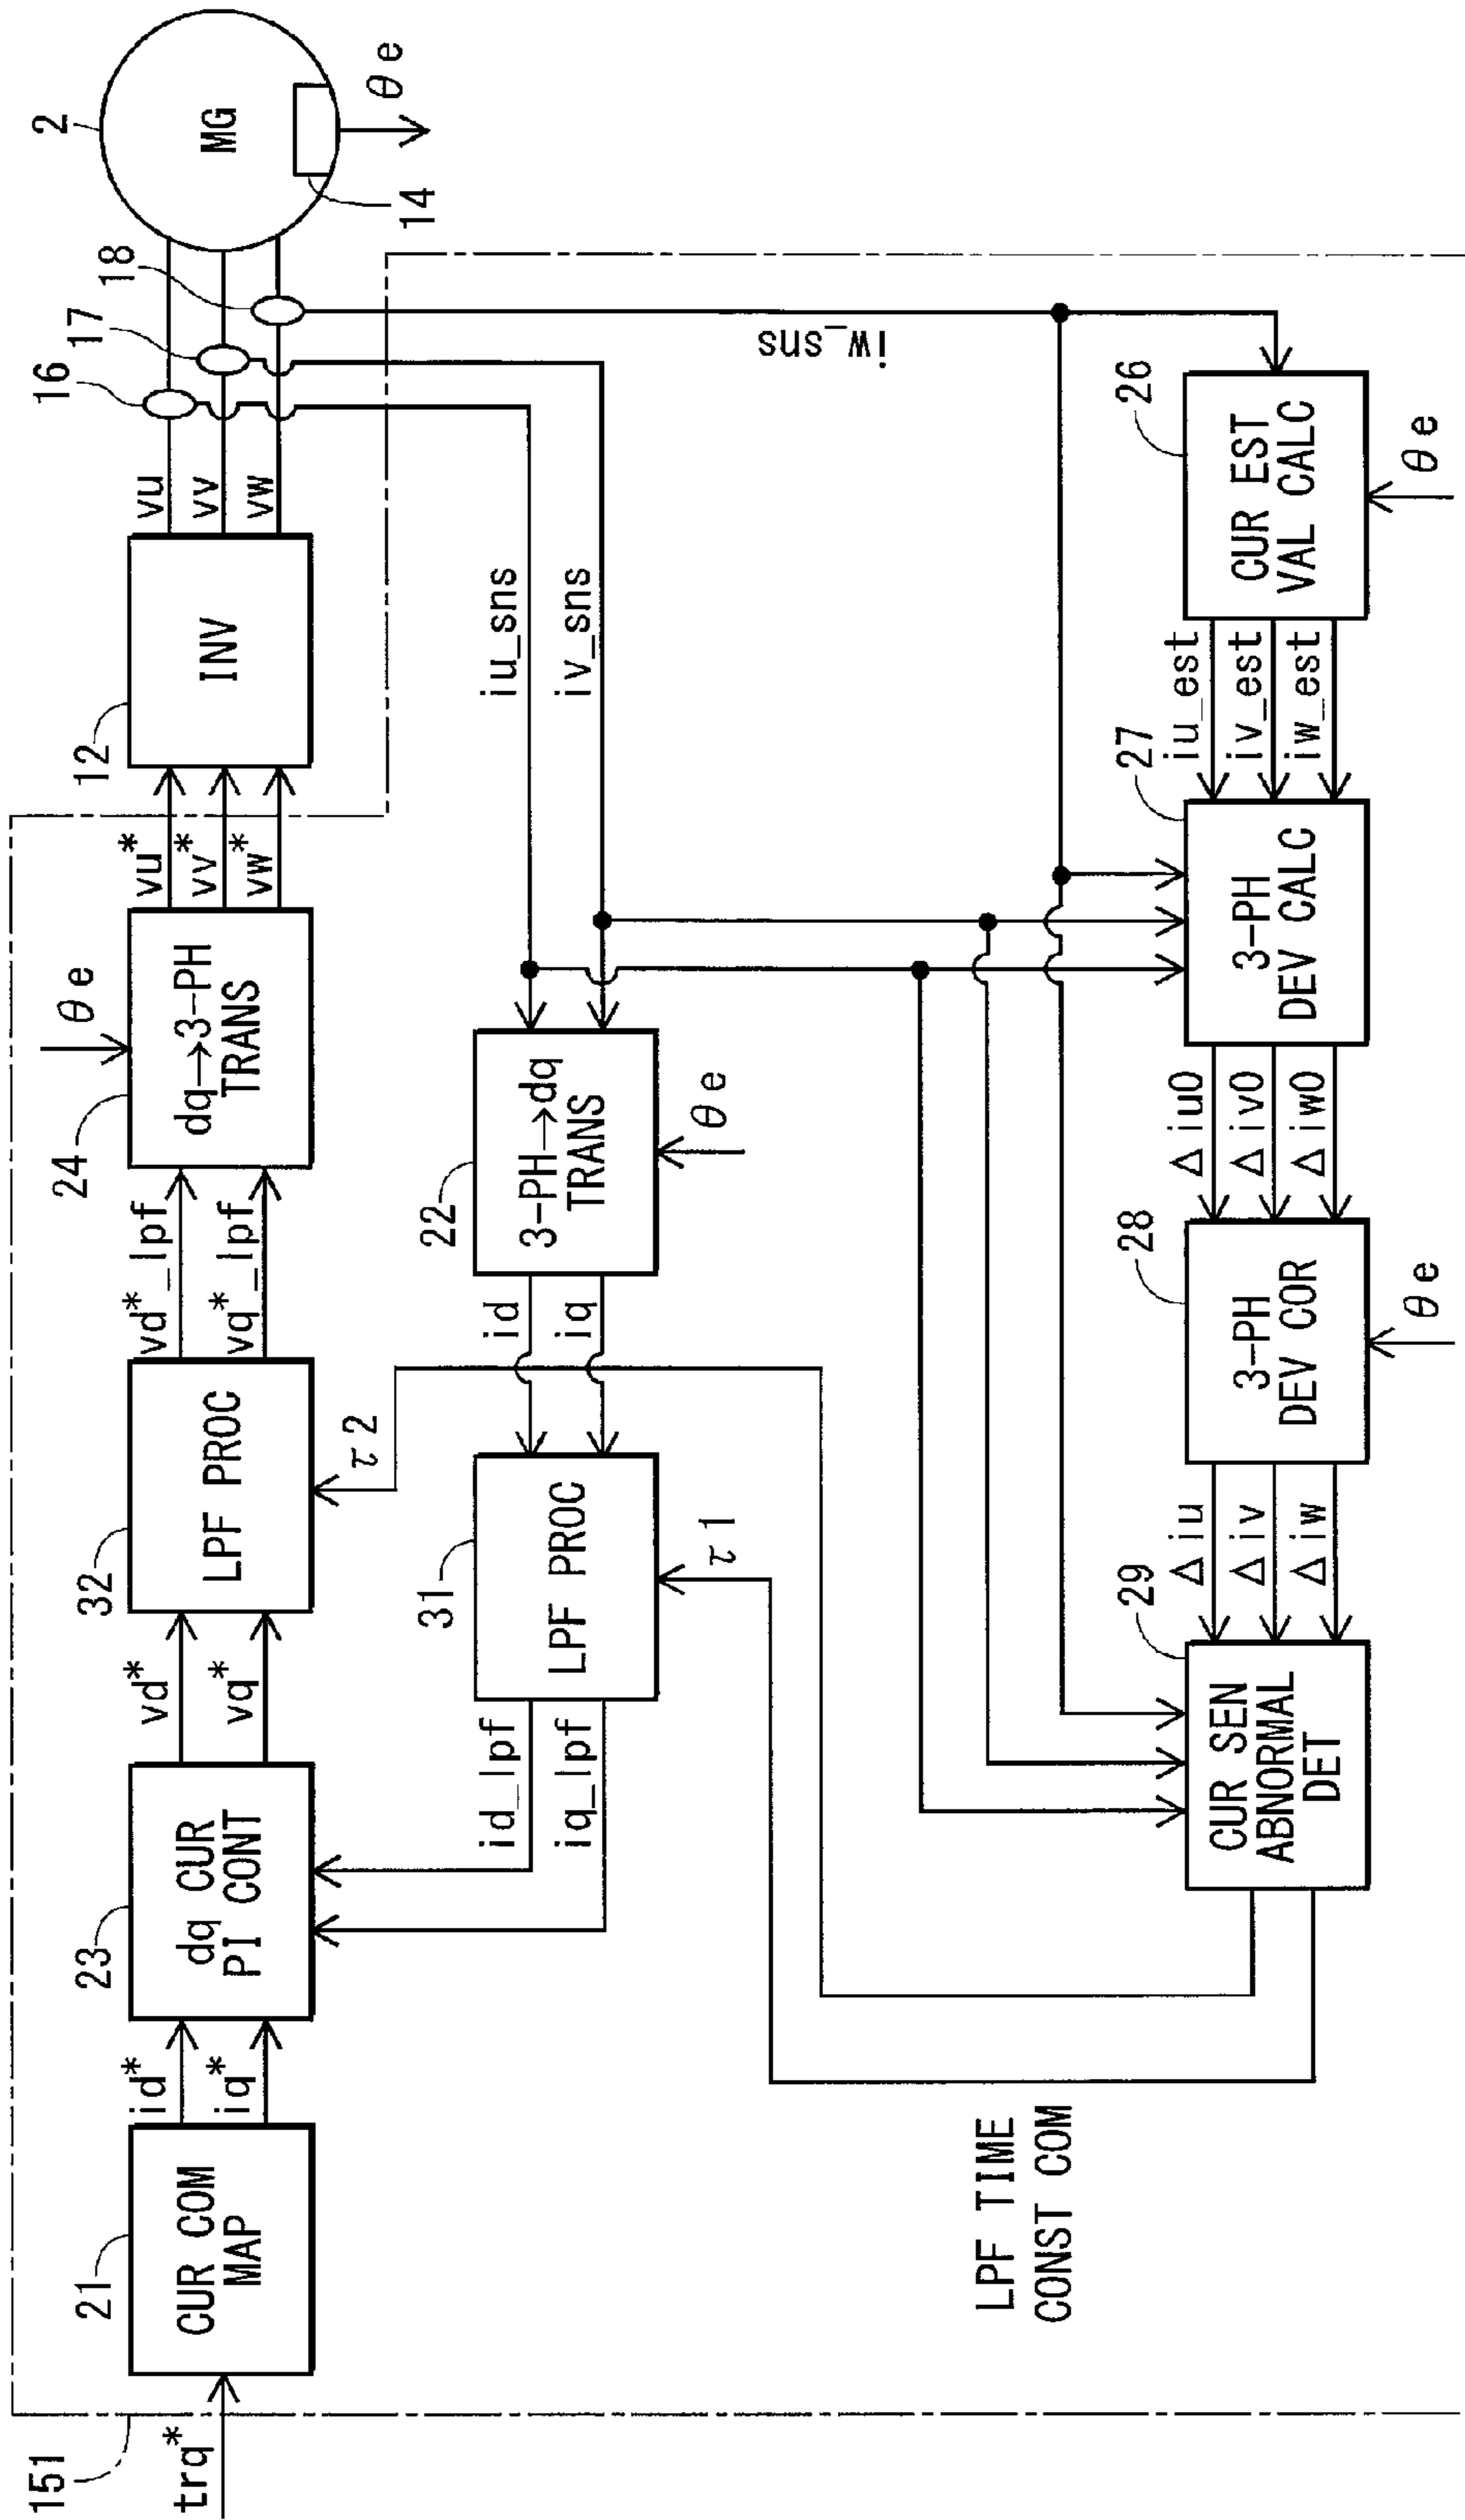 151
trq*
21
CUR COM
MAP
id*
iq*
23
dq CUR
PI CONT
vd*
vq*
32
LPF PROC
vd*_lpf
vq*_lpf
τ2
24
dq→3-PH
TRANS
θe
vu*
vv*
vw*
12
INV
vu
vv
vw
16
17
18
2
MG
14
θe
iu_sns
iv_sns
iw_sns
22
3-PH→dq
TRANS
θe
id
iq
31
LPF PROC
τ1
id_lpf
iq_lpf
LPF TIME
CONST COM
29
CUR SEN
ABNORMAL
DET
Δiu
Δiv
Δiw
28
3-PH
DEV COR
θe
Δiu0
Δiv0
Δiw0
27
3-PH
DEV CALC
iu_est
iv_est
iw_est
26
CUR EST
VAL CALC
θe